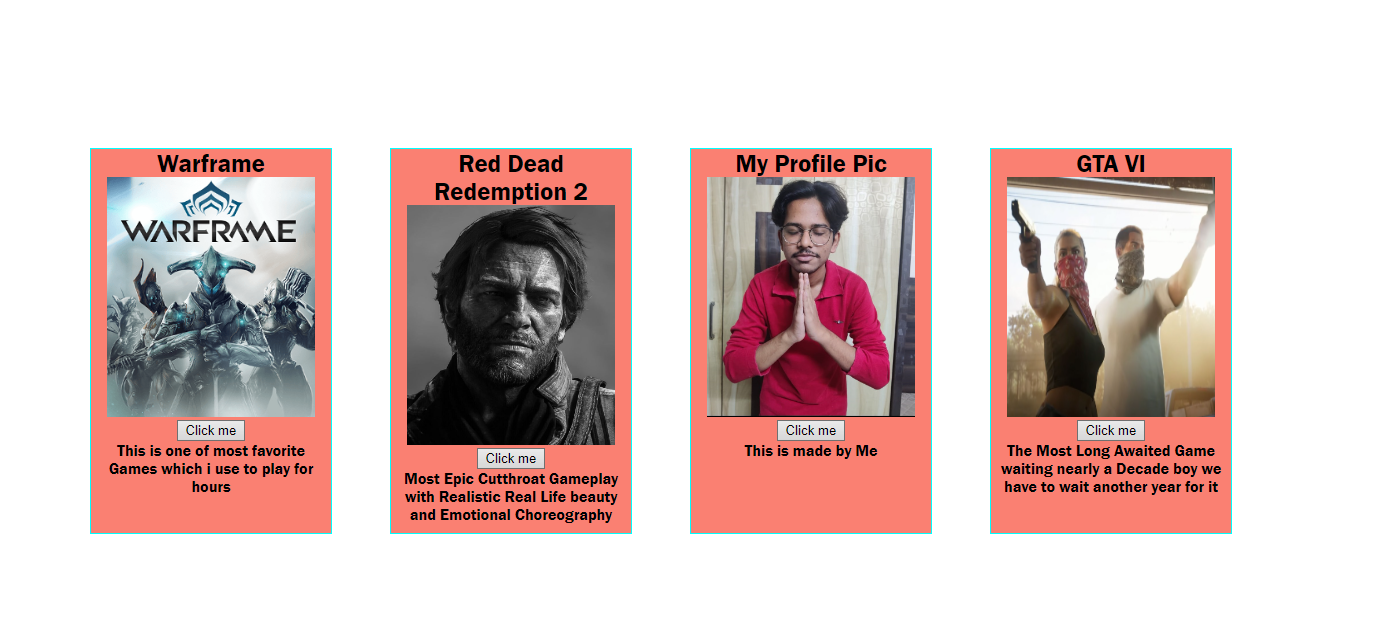 Warframe
WARFRAME
Click me
This is one of most favorite
Games which i use to play for
hours
Red Dead
Redemption 2
Click me
Most Epic Cutthroat Gameplay
with Realistic Real Life beauty
and Emotional Choreography
My Profile Pic
Click me
This is made by Me
GTA VI
Click me
The Most Long Awaited Game
waiting nearly a Decade boy we
have to wait another year for it